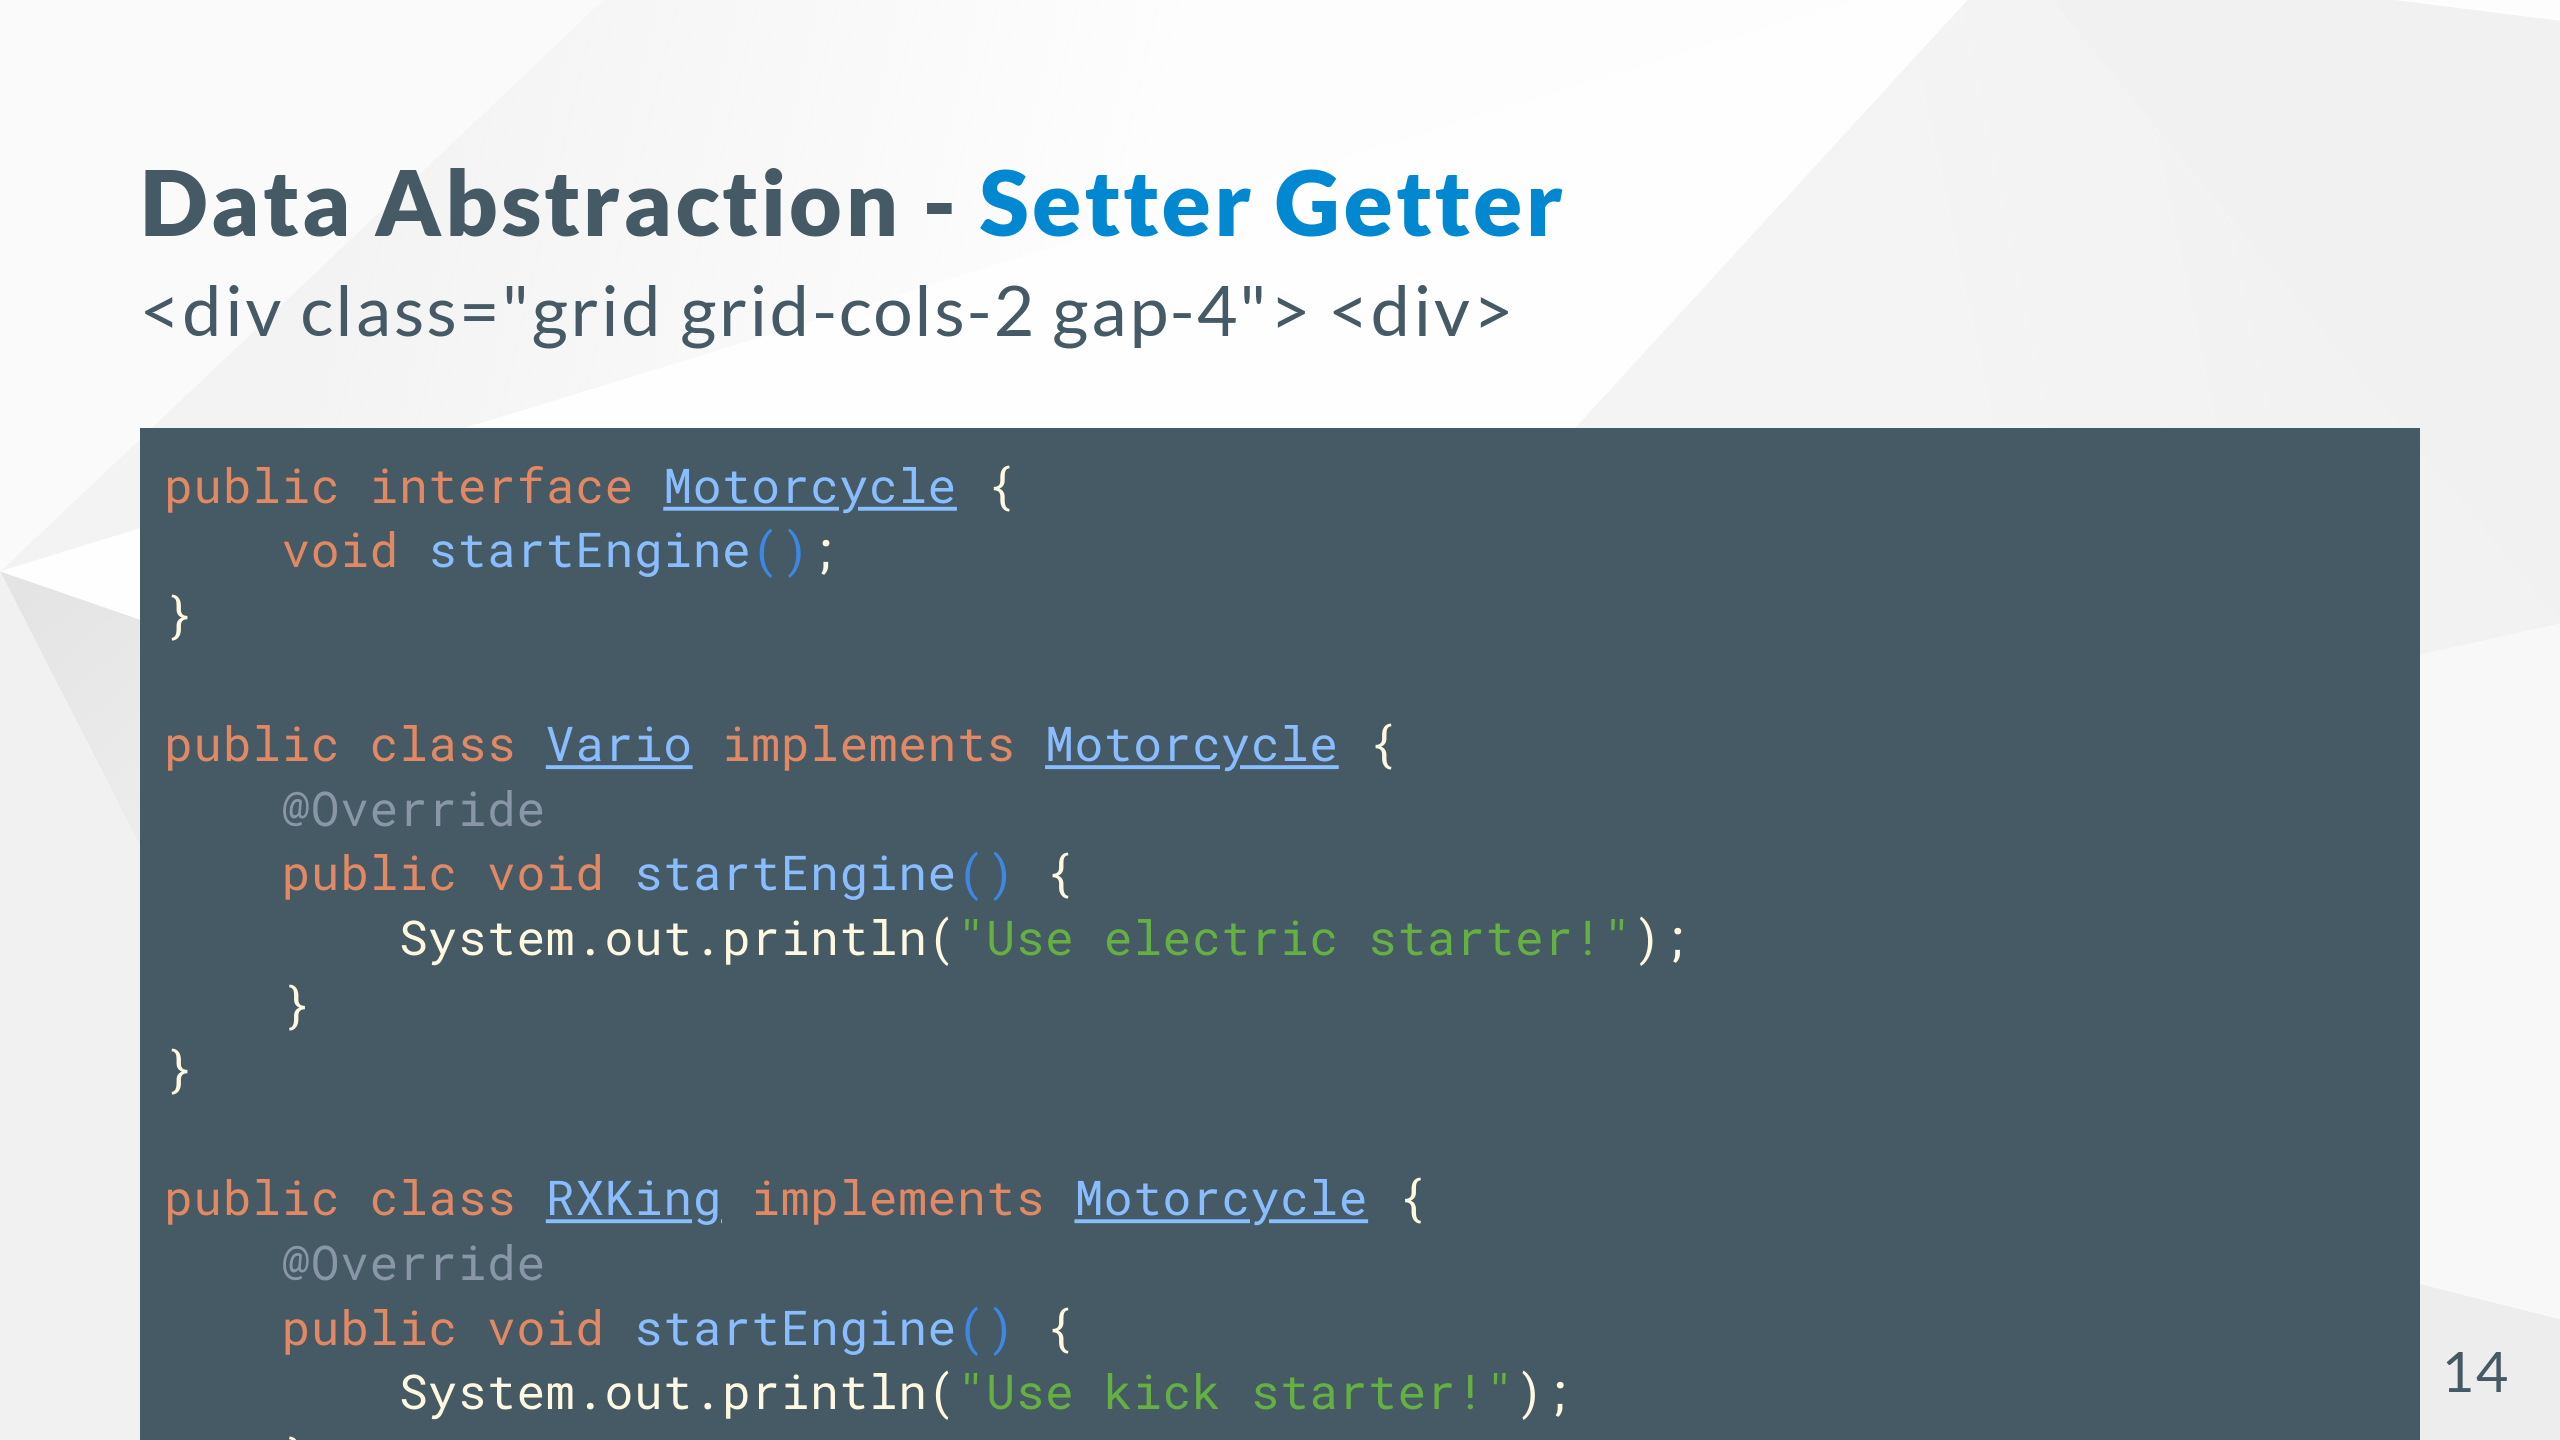 Data Abstraction - Setter Getter
<div class="grid grid-cols-2 gap-4"> <div>
public interface Motorcycle {
    void startEngine();
}

public class Vario implements Motorcycle {
    @Override
    public void startEngine() {
        System.out.println("Use electric starter!");
    }
}

public class RXKing implements Motorcycle {
    @Override
    public void startEngine() {
        System.out.println("Use kick starter!");
14